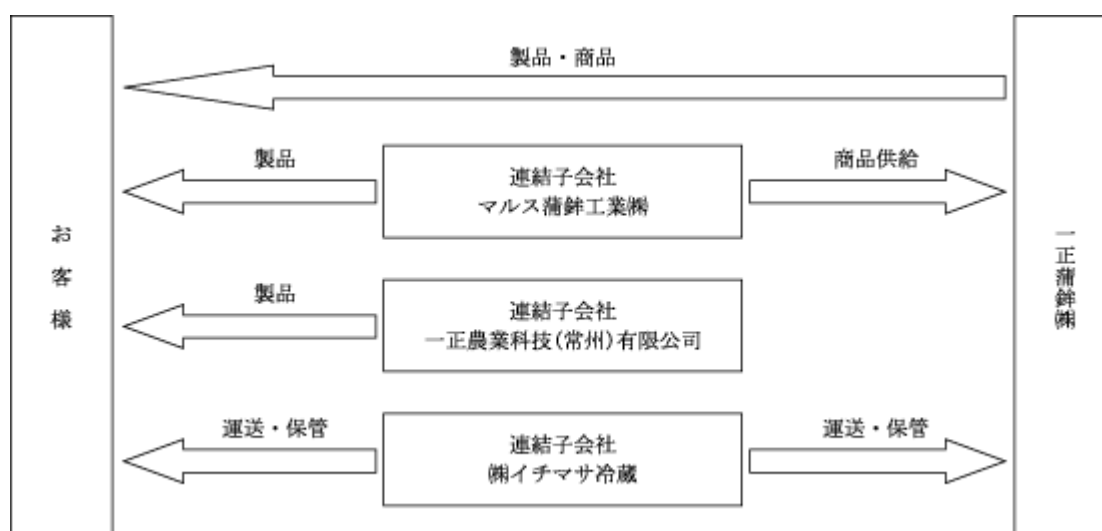 製品・商品
製品
連結子会社
マルス蒲鉾工業㈱
商品供給
お客様
一正蒲鉾㈱
製品
連結子会社
一正農業科技(常州)有限公司
運送・保管
連結子会社
㈱イチマサ冷蔵
運送・保管